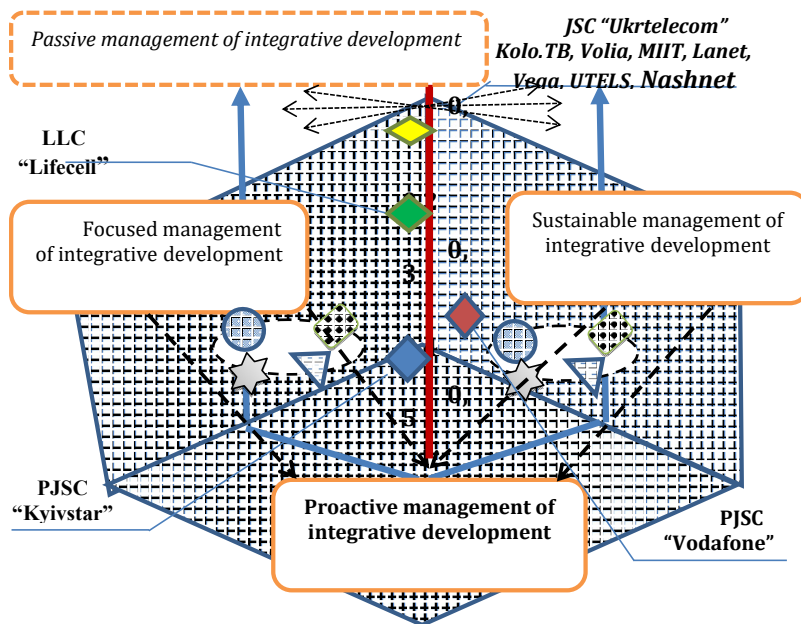 Passive management of integrative development
JSC “Ukrtelecom”
Kolo.TB, Volia, MIIT, Lanet,
Vega, UTELS, Nashnet
0,
LLC
“Lifecell”
Focused management
of integrative development
Sustainable management of
integrative development
0,
3
0,
5
PJSC
“Kyivstar”
Proactive management of
integrative development
PJSC
“Vodafone”